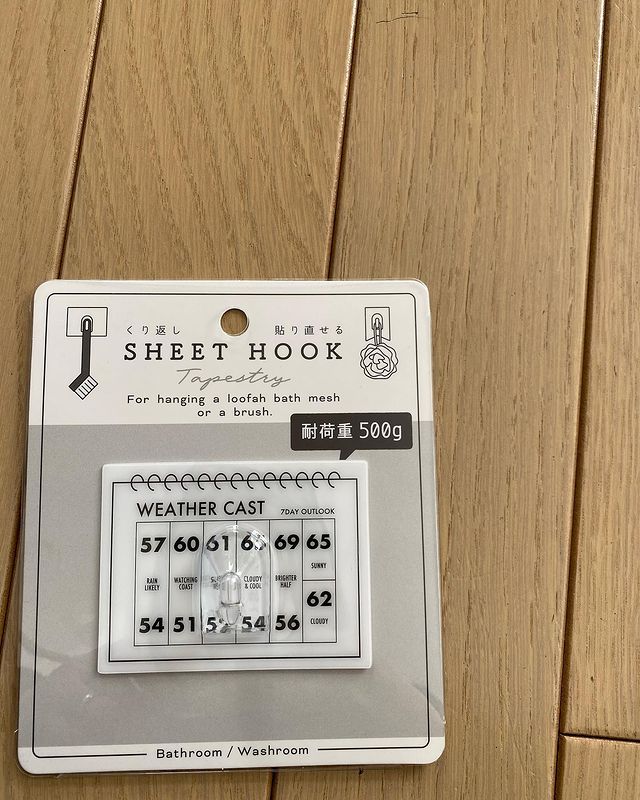 くり返し 貼り直せる
SHEET HOOK
Tapestry
For hanging a loofah bath mesh
or a brush.
耐荷重 500g
WEATHER CAST 7DAY OUTLOOK
57 60 61 65 69 65
SUNNY
RAIN LIKELY WATCHING COAST CLOUDY & COOL BRIGHTER HALF
62
CLOUDY
54 51 54 56
Bathroom / Washroom